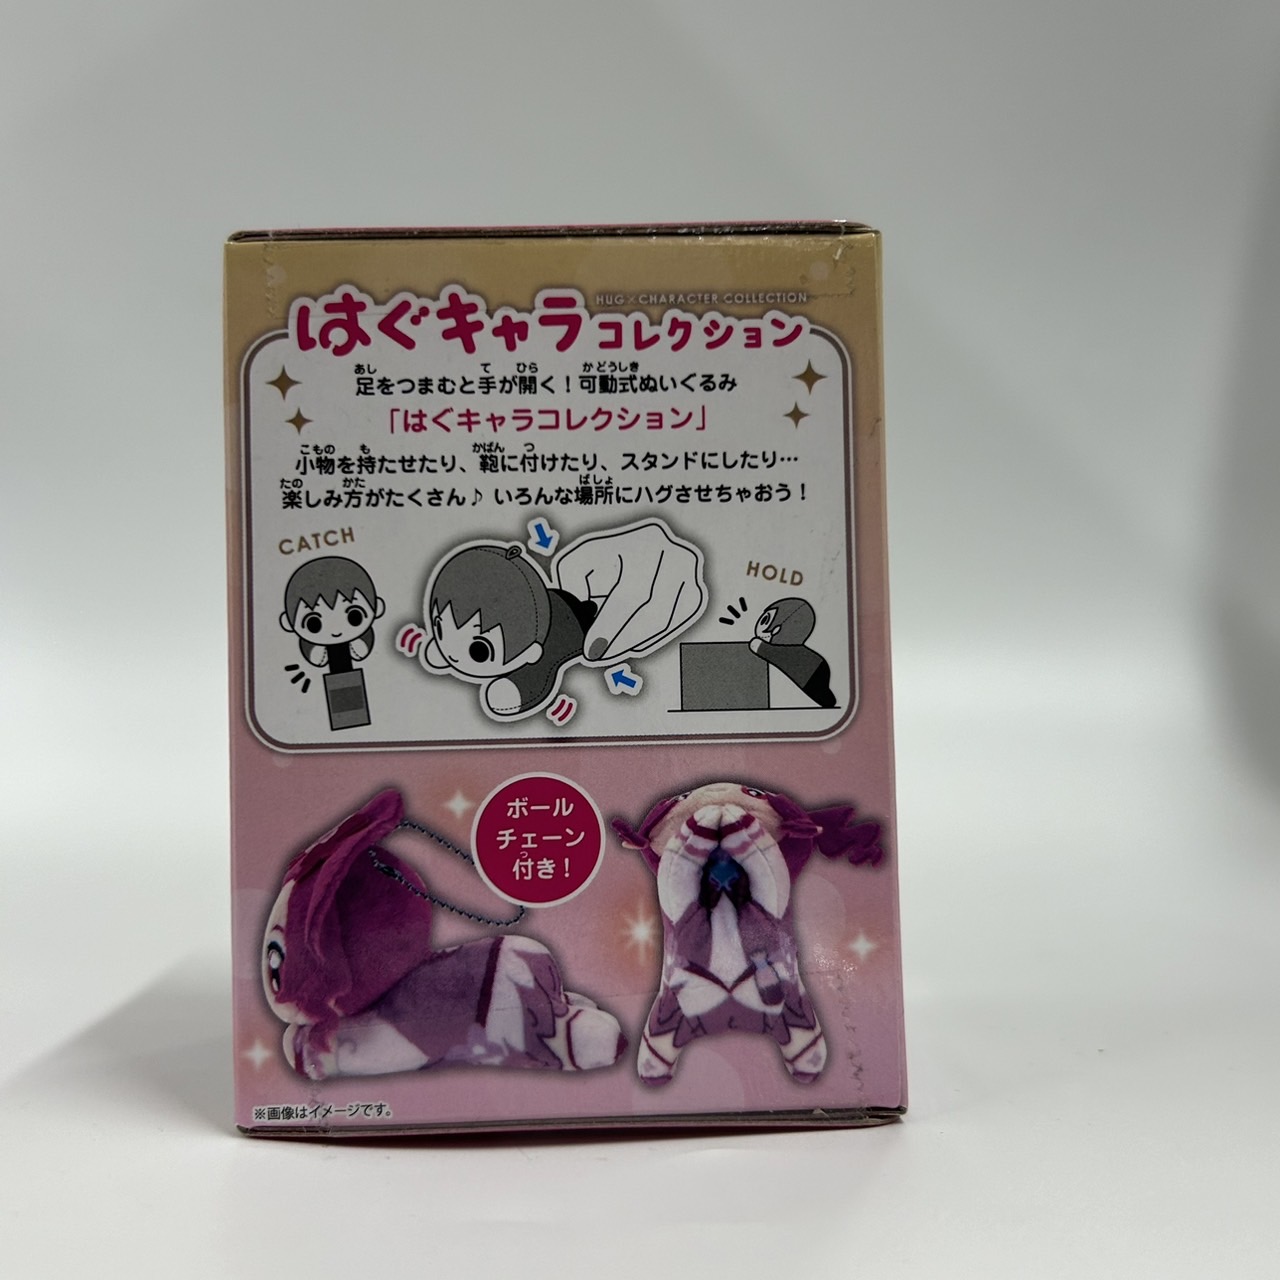 HUG×CHARACTER COLLECTION
はぐキャラコレクション
足をつまむと手が開く！可動式ぬいぐるみ
「はぐキャラコレクション」
小物を持たせたり、鞄に付けたり、スタンドにしたり…
楽しみ方がたくさん♪ いろんな場所にハグさせちゃおう！
CATCH
HOLD
ボール
チェーン
付き！
※画像はイメージです。